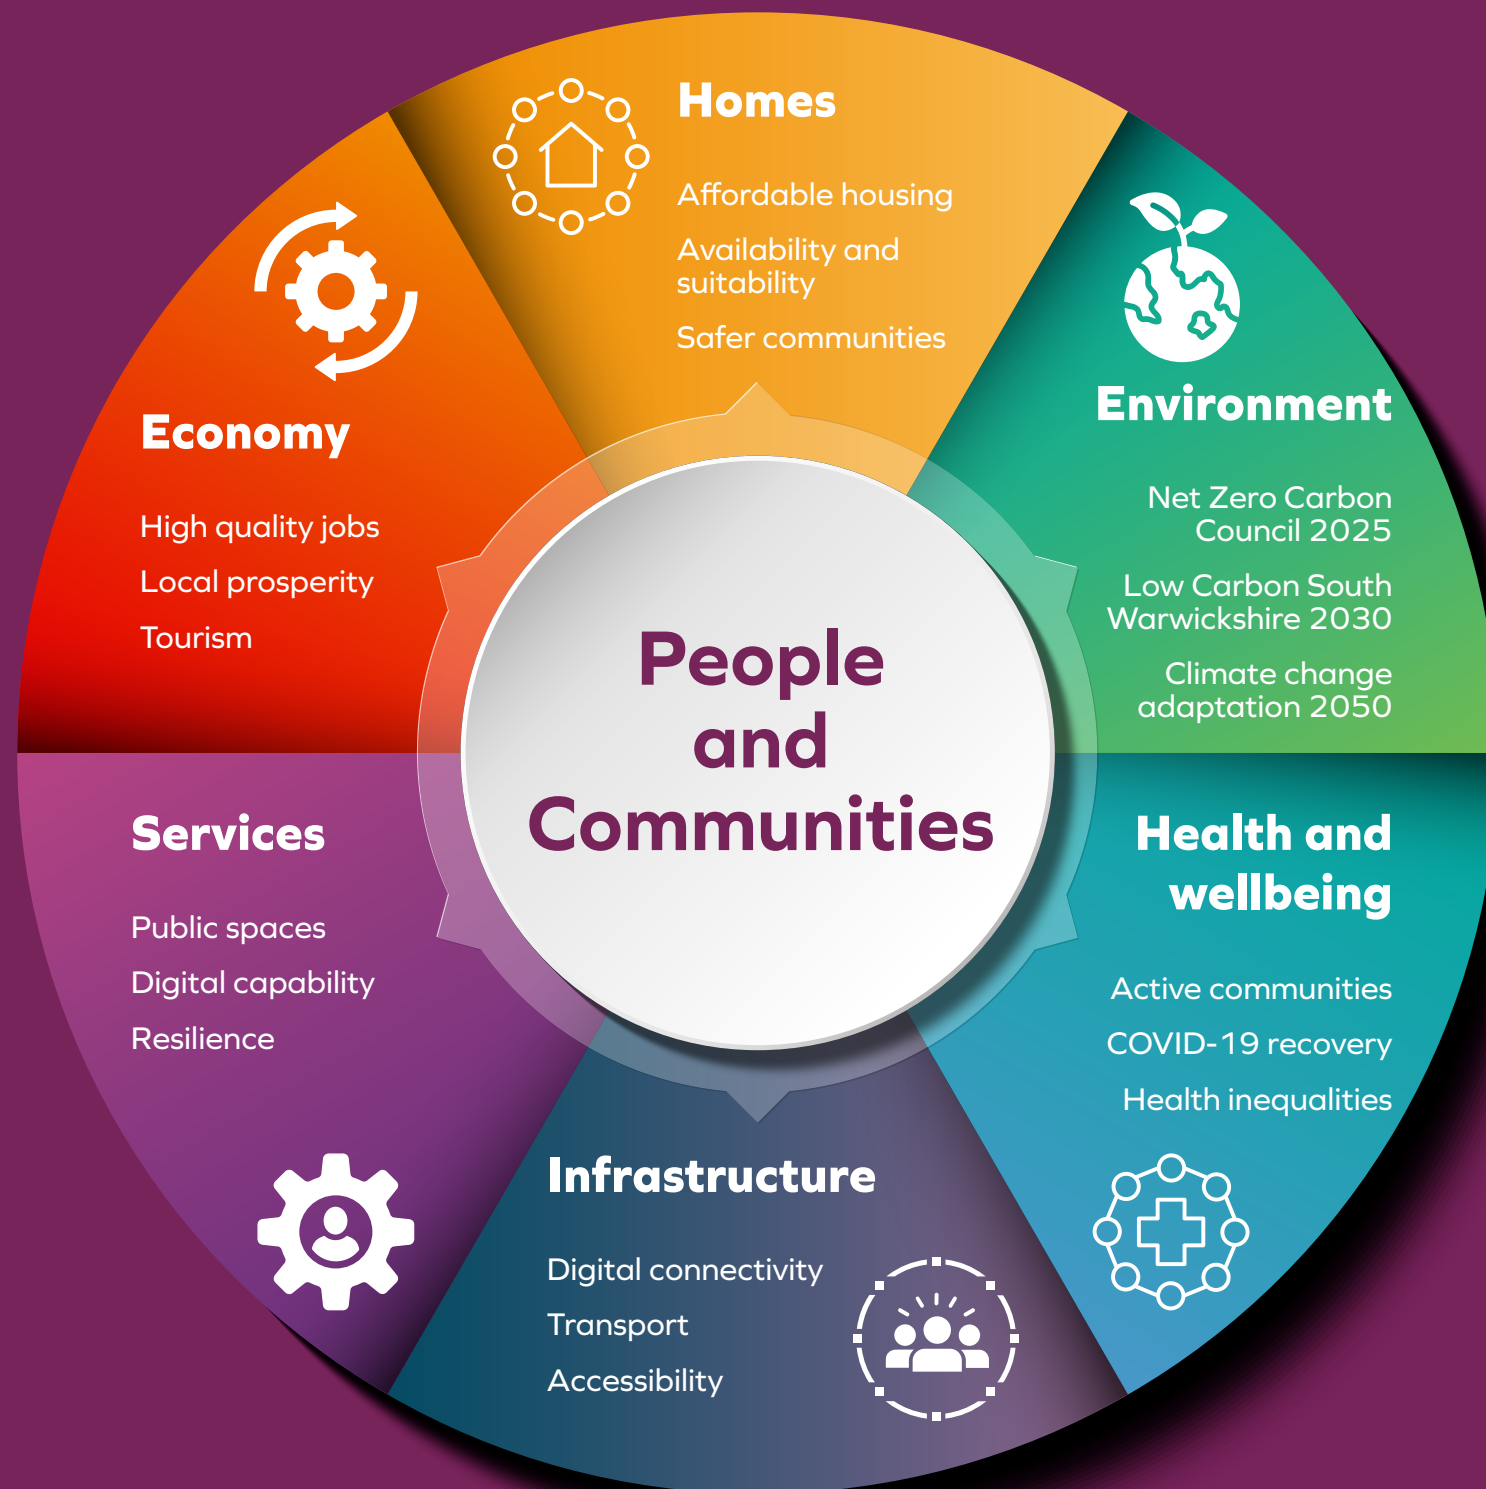 Homes
Affordable housing
Availability and
suitability
Safer communities
Environment
Net Zero Carbon
Council 2025
Low Carbon South
Warwickshire 2030
Climate change
adaptation 2050
Health and
wellbeing
Active communities
COVID-19 recovery
Health inequalities
Infrastructure
Digital connectivity
Transport
Accessibility
Services
Public spaces
Digital capability
Resilience
Economy
High quality jobs
Local prosperity
Tourism
People
and
Communities